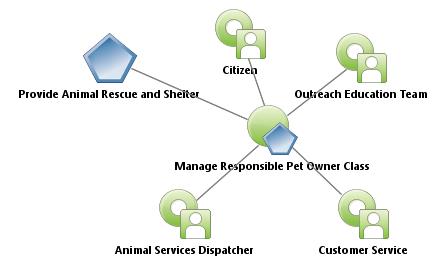 Citizen
Provide Animal Rescue and Shelter
Outreach Education Team
Manage Responsible Pet Owner Class
Animal Services Dispatcher
Customer Service